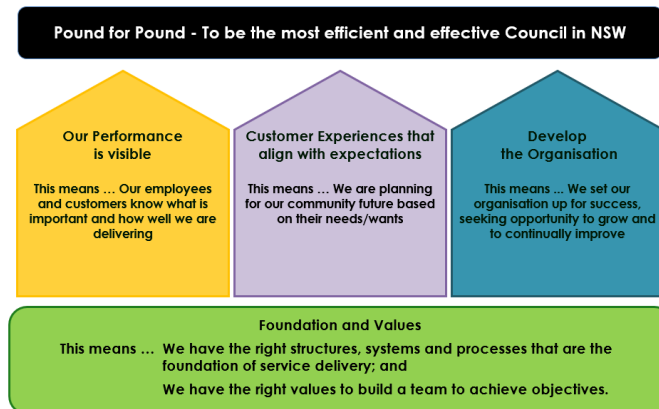 Pound for Pound - To be the most efficient and effective Council in NSW
Our Performance
is visible
This means ... Our employees
and customers know what is
important and how well we are
delivering
Customer Experiences that
align with expectations
This means ... We are planning
for our community future based
on their needs/wants
Develop
the Organisation
This means ... We set our
organisation up for success,
seeking opportunity to grow and
to continually improve
Foundation and Values
This means ... We have the right structures, systems and processes that are the
foundation of service delivery; and
We have the right values to build a team to achieve objectives.